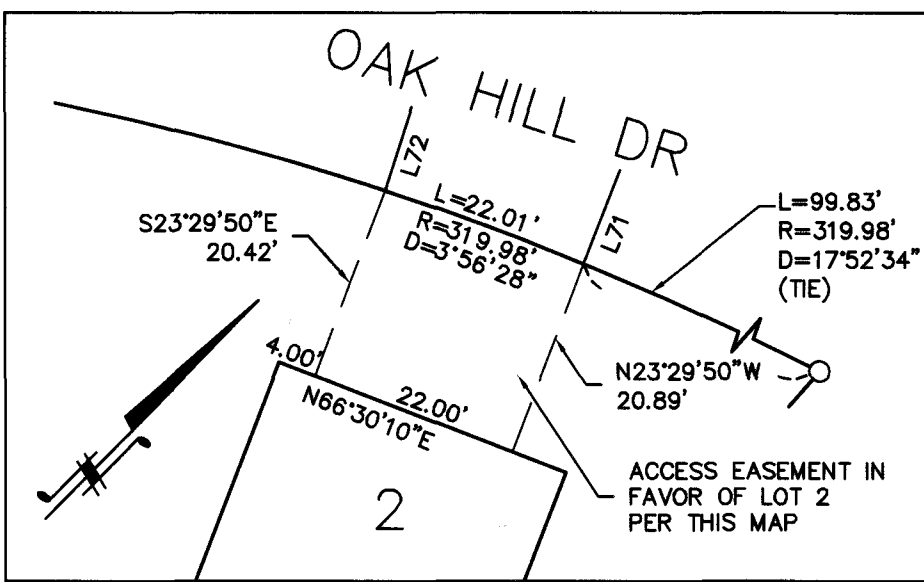 OAK HILL DR
L72
L71
L=22.01'
R=319.98'
D=3°56'28"
L=99.83'
R=319.98'
D=17°52'34"
(TIE)
S23°29'50"E
20.42'
4.00'
22.00'
N66°30'10"E
N23°29'50"W
20.89'
ACCESS EASEMENT IN
FAVOR OF LOT 2
PER THIS MAP
2